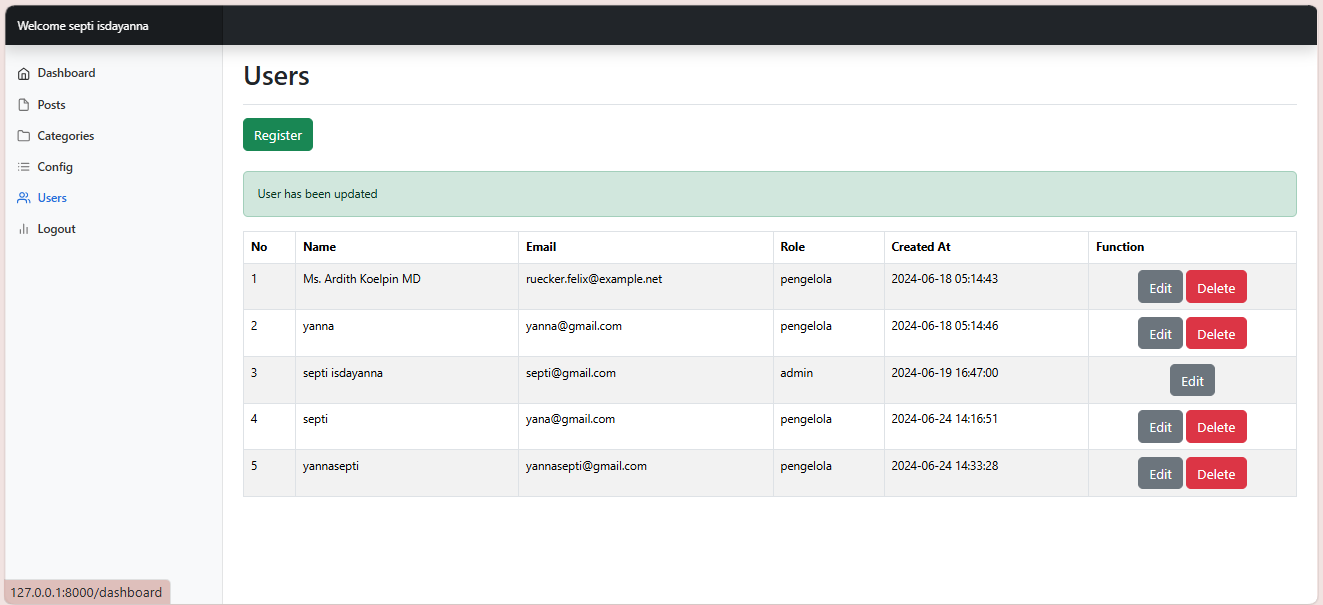 Welcome septi isdayanna
Dashboard
Posts
Categories
Config
Users
Logout
Users
Register
User has been updated
No Name Email Role Created At Function
1 Ms. Ardith Koelpin MD ruecker.felix@example.net pengelola 2024-06-18 05:14:43 Edit Delete
2 yanna yanna@gmail.com pengelola 2024-06-18 05:14:46 Edit Delete
3 septi isdayanna septi@gmail.com admin 2024-06-19 16:47:00 Edit
4 septi yana@gmail.com pengelola 2024-06-24 14:16:51 Edit Delete
5 yannasepti yannasepti@gmail.com pengelola 2024-06-24 14:33:28 Edit Delete
127.0.0.1:8000/dashboard